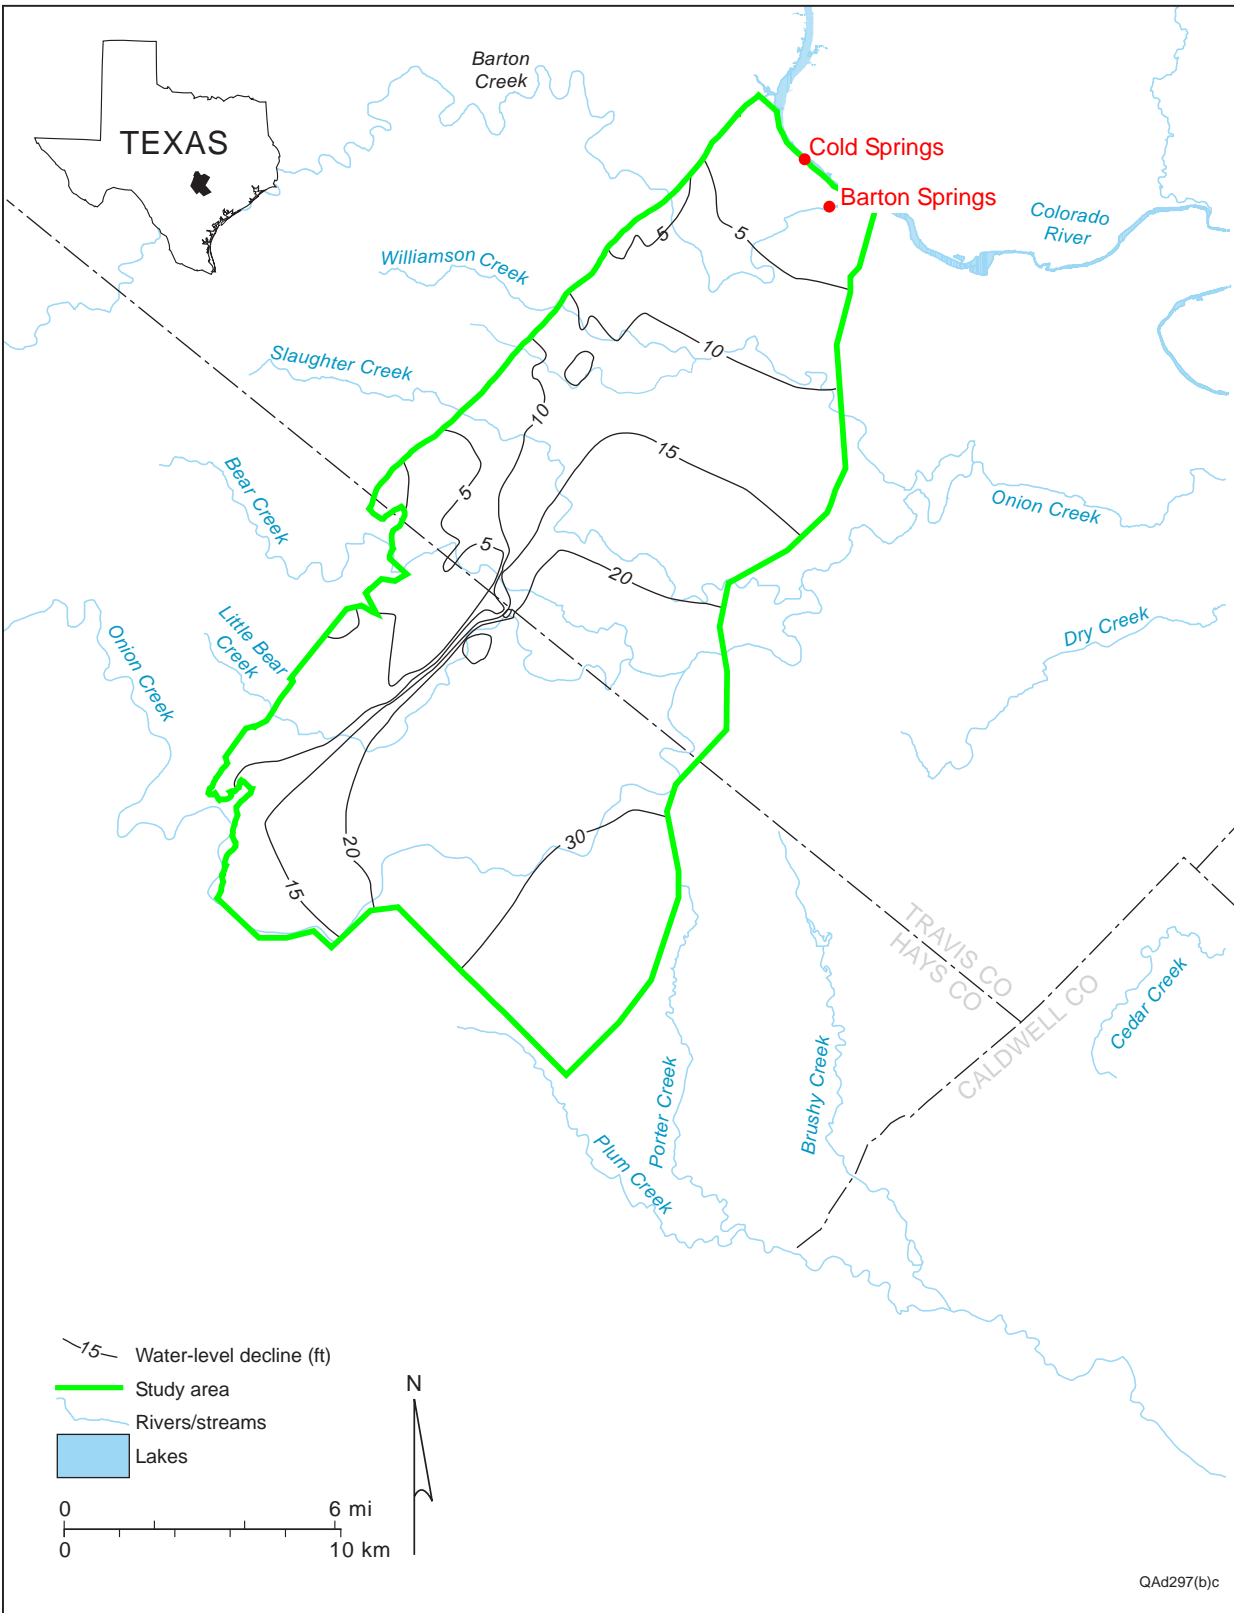 Barton
Creek
TEXAS
Cold Springs
Barton Springs
Colorado
River
5
5
Williamson Creek
10
Slaughter Creek
10
15
Bear Creek
5
Onion Creek
5
20
Little Bear
Creek
Onion Creek
Dry Creek
30
20
15
TRAVIS CO
HAYS CO
CALDWELL CO
Cedar Creek
Porter Creek
Brushy Creek
Plum Creek
15
Water-level decline (ft)
Study area
Rivers/streams
Lakes
N
0
6 mi
0
10 km
QAd297(b)c